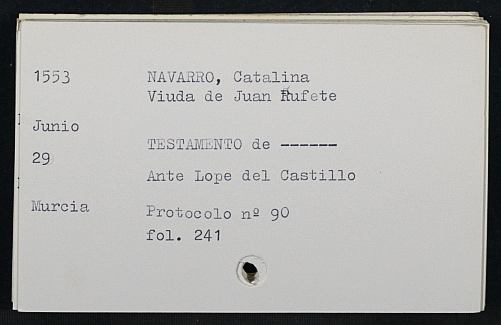 1553 NAVARRO, Catalina
Viuda de Juan Rufete
Junio
TESTAMENTO de ------
29
Ante Lope del Castillo
Murcia Protocolo nº 90
fol. 241